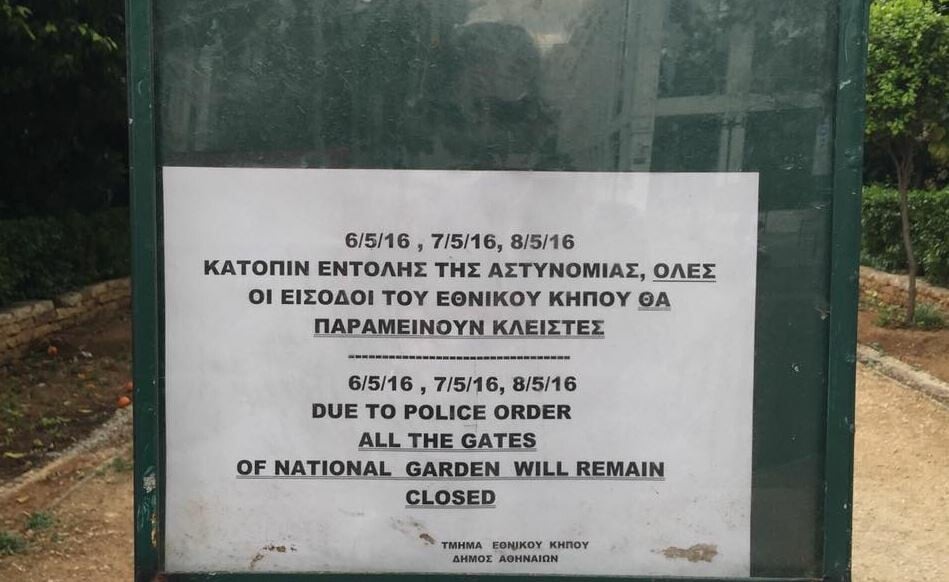 6/5/16 , 7/5/16, 8/5/16
ΚΑΤΟΠΙΝ ΕΝΤΟΛΗΣ ΤΗΣ ΑΣΤΥΝΟΜΙΑΣ, ΟΛΕΣ
ΟΙ ΕΙΣΟΔΟΙ ΤΟΥ ΕΘΝΙΚΟΥ ΚΗΠΟΥ ΘΑ
ΠΑΡΑΜΕΙΝΟΥΝ ΚΛΕΙΣΤΕΣ
---------------------------------
6/5/16 , 7/5/16, 8/5/16
DUE TO POLICE ORDER
ALL THE GATES
OF NATIONAL GARDEN WILL REMAIN
CLOSED
ΤΜΗΜΑ ΕΘΝΙΚΟΥ ΚΗΠΟΥ
ΔΗΜΟΣ ΑΘΗΝΑΙΩΝ